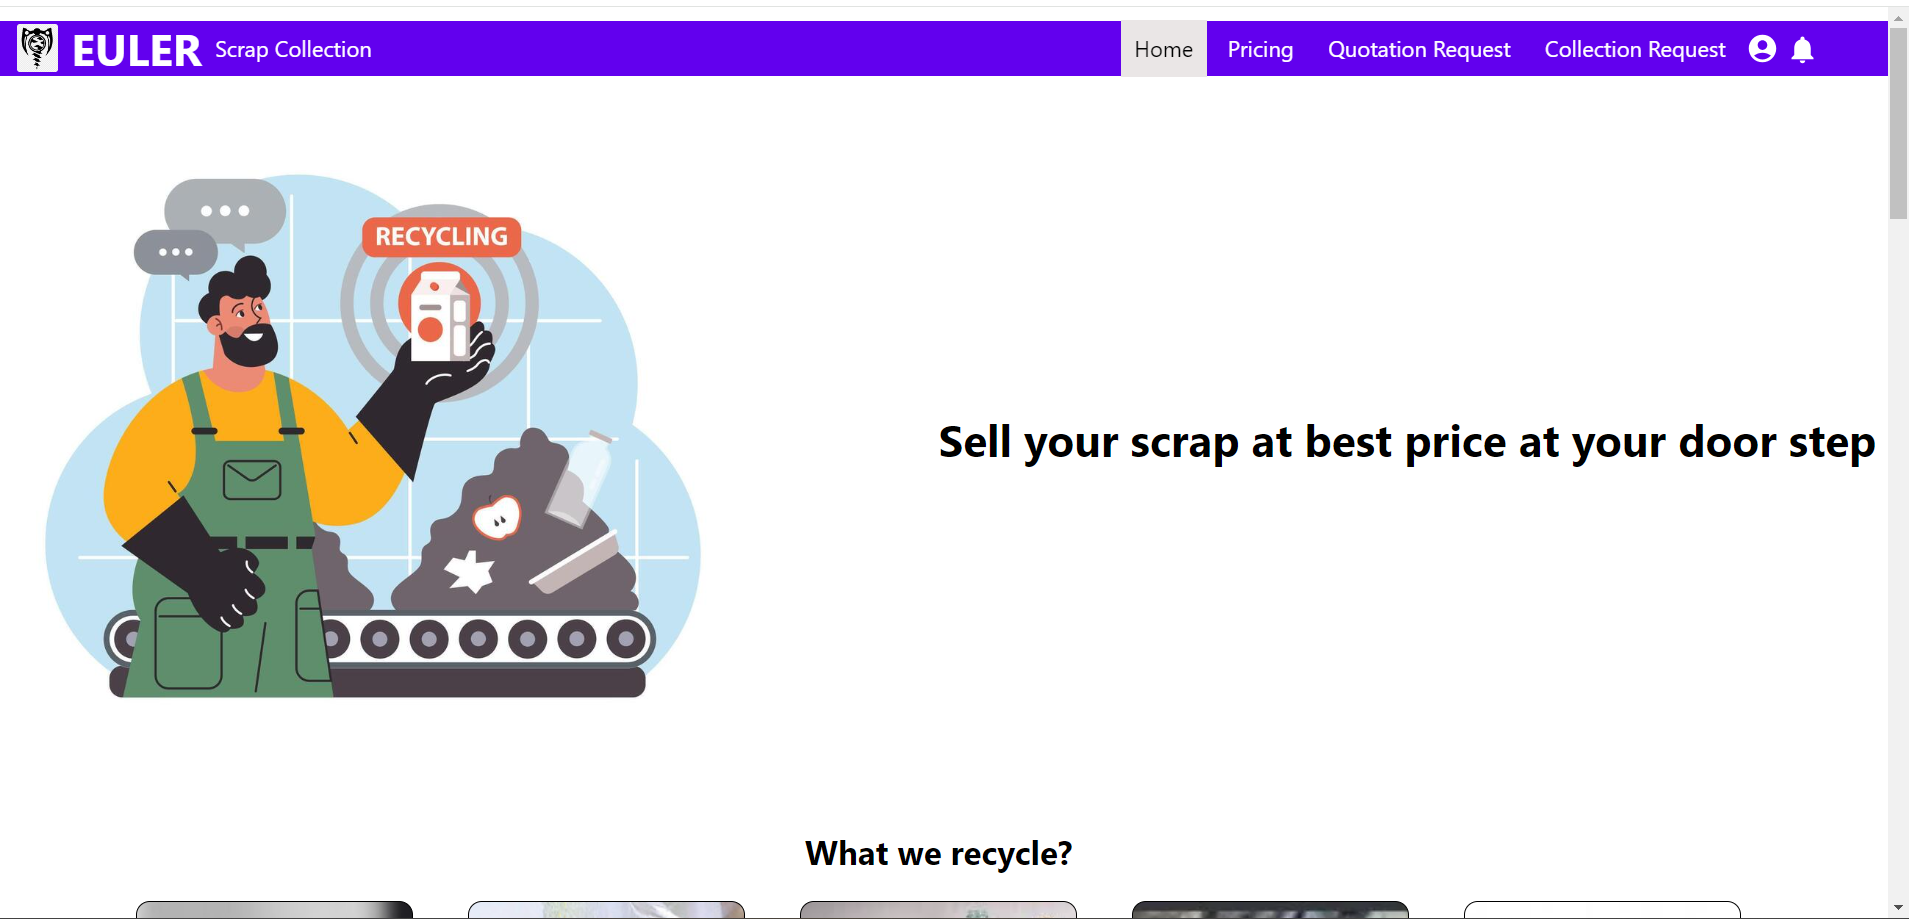 EULER Scrap Collection
Home Pricing Quotation Request Collection Request
RECYCLING
Sell your scrap at best price at your door step
What we recycle?